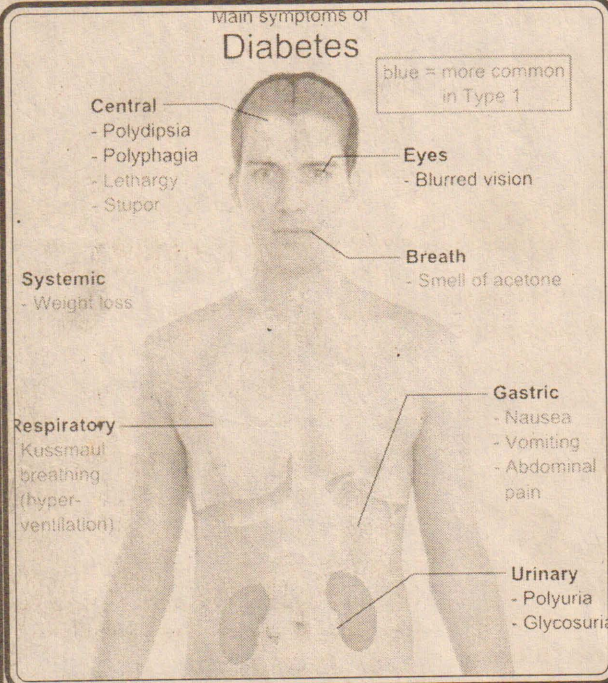 Main symptoms of
Diabetes
blue = more common
in Type 1
Central
- Polydipsia
- Polyphagia
- Lethargy
- Stupor
Eyes
- Blurred vision
Breath
- Smell of acetone
Systemic
- Weight loss
Gastric
- Nausea
- Vomiting
- Abdominal
pain
Respiratory
Kussmaul
breathing
(hyper-
ventilation)
Urinary
- Polyuria
- Glycosuria